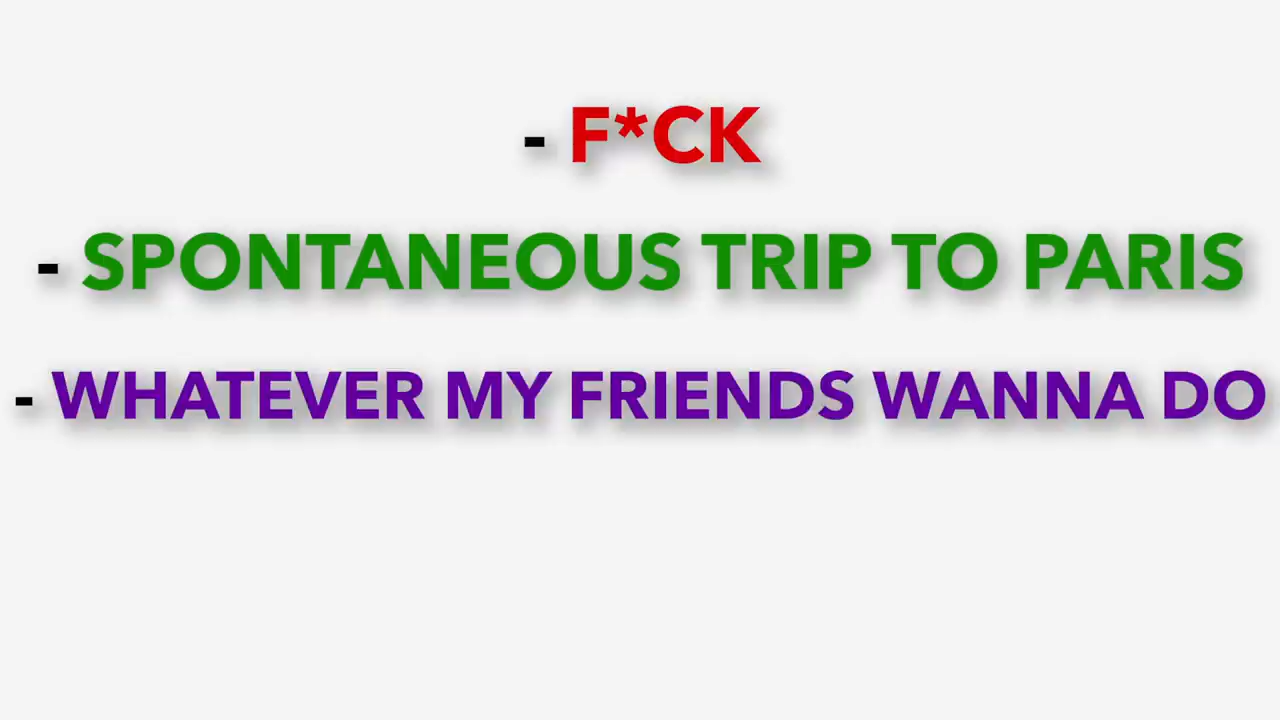 - F*CK
- SPONTANEOUS TRIP TO PARIS
- WHATEVER MY FRIENDS WANNA DO